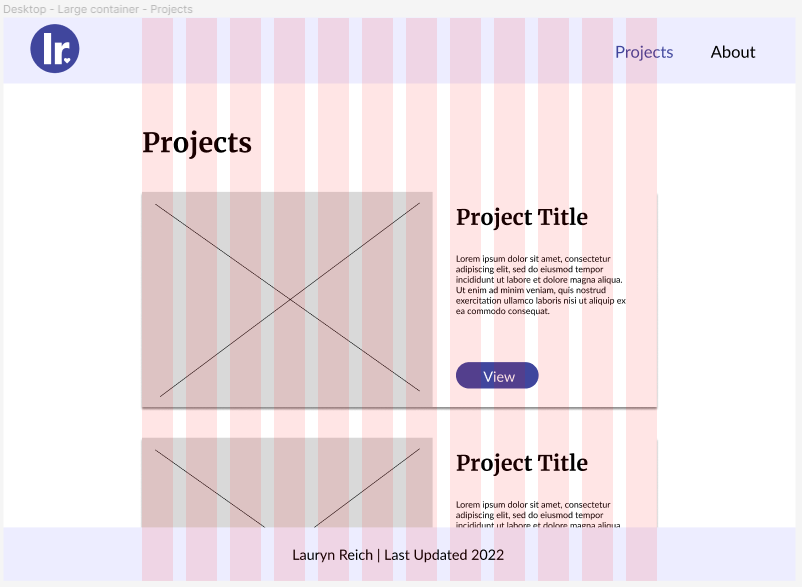 Desktop - Large container - Projects
lr
Projects
About
Projects
Project Title
Lorem ipsum dolor sit amet, consectetur
adipiscing elit, sed do eiusmod tempor
incididunt ut labore et dolore magna aliqua.
Ut enim ad minim veniam, quis nostrud
exercitation ullamco laboris nisi ut aliquip ex
ea commodo consequat.
View
Project Title
Lorem ipsum dolor sit amet, consectetur
adipiscing elit, sed do eiusmod tempor
incididunt ut labore et dolore magna aliqua
Lauryn Reich | Last Updated 2022